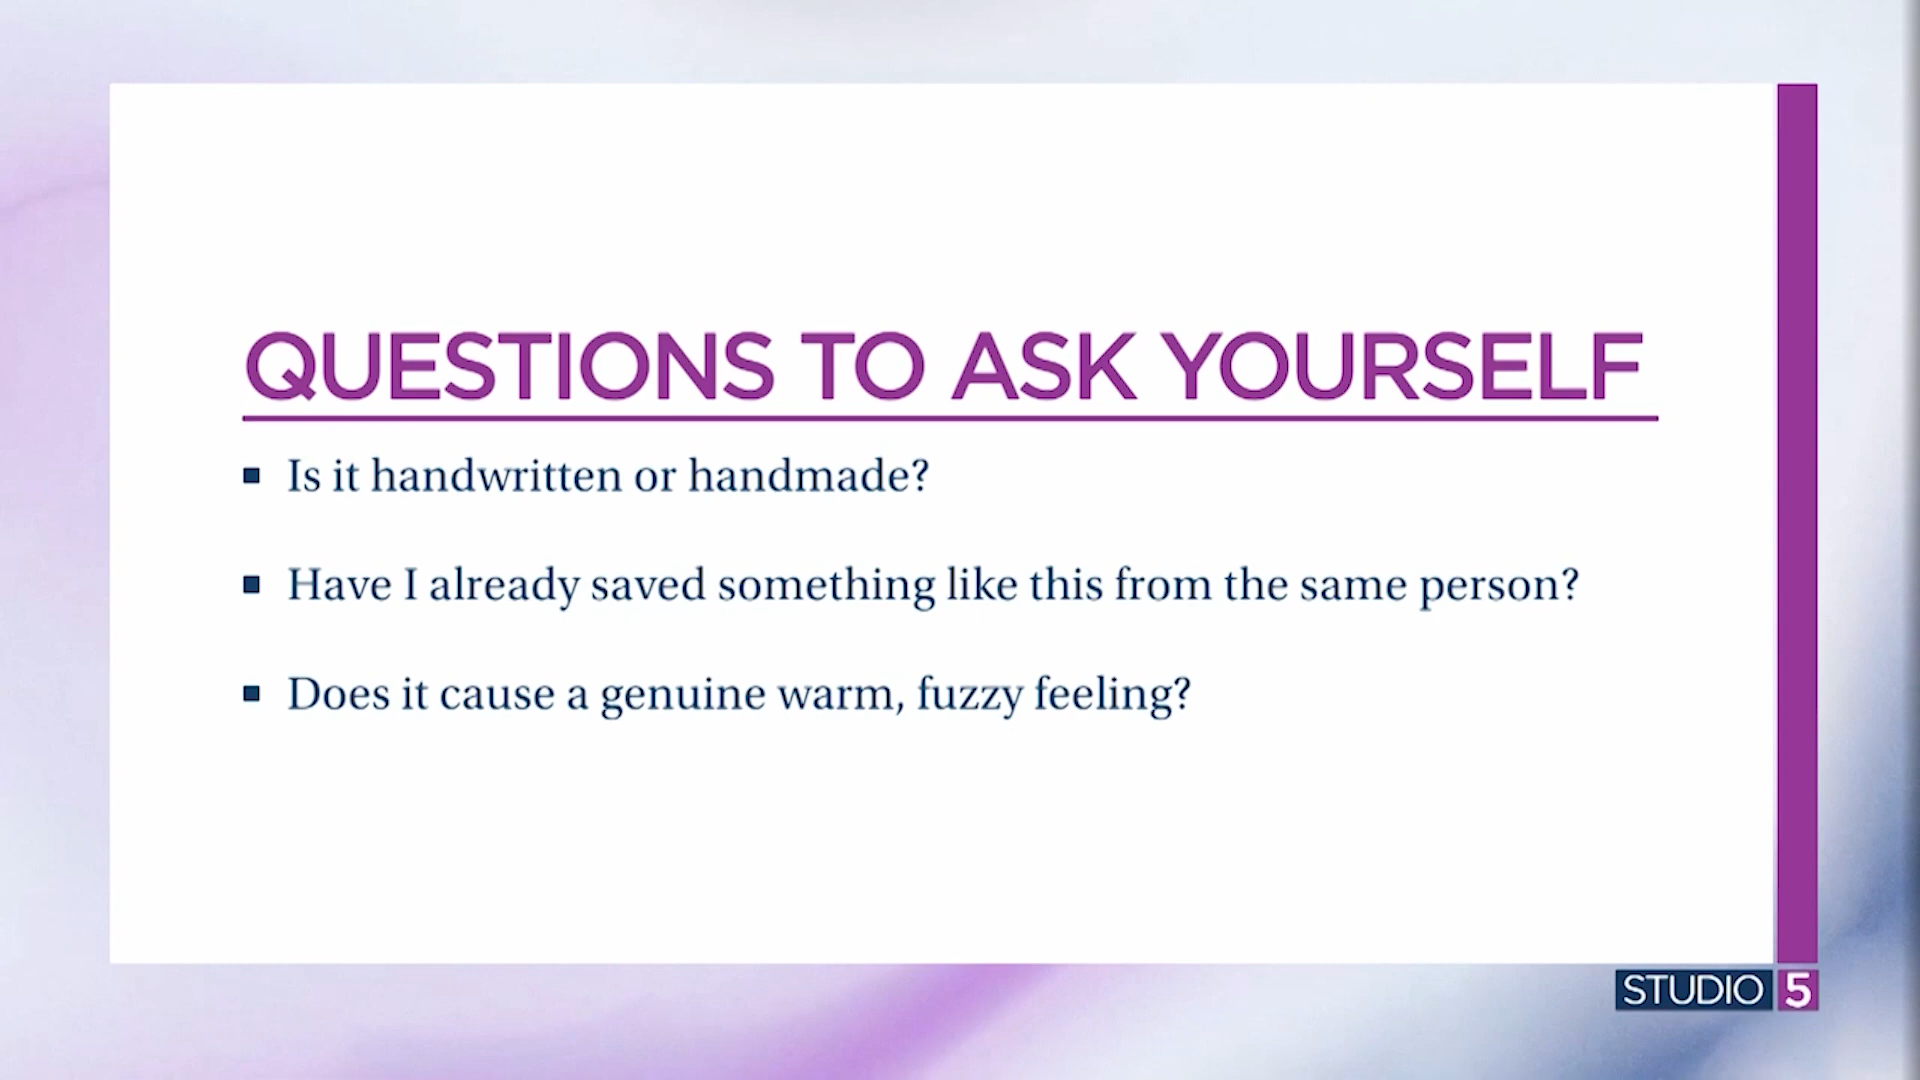 QUESTIONS TO ASK YOURSELF
▪ Is it handwritten or handmade?
▪ Have I already saved something like this from the same person?
▪ Does it cause a genuine warm, fuzzy feeling?
STUDIO 5